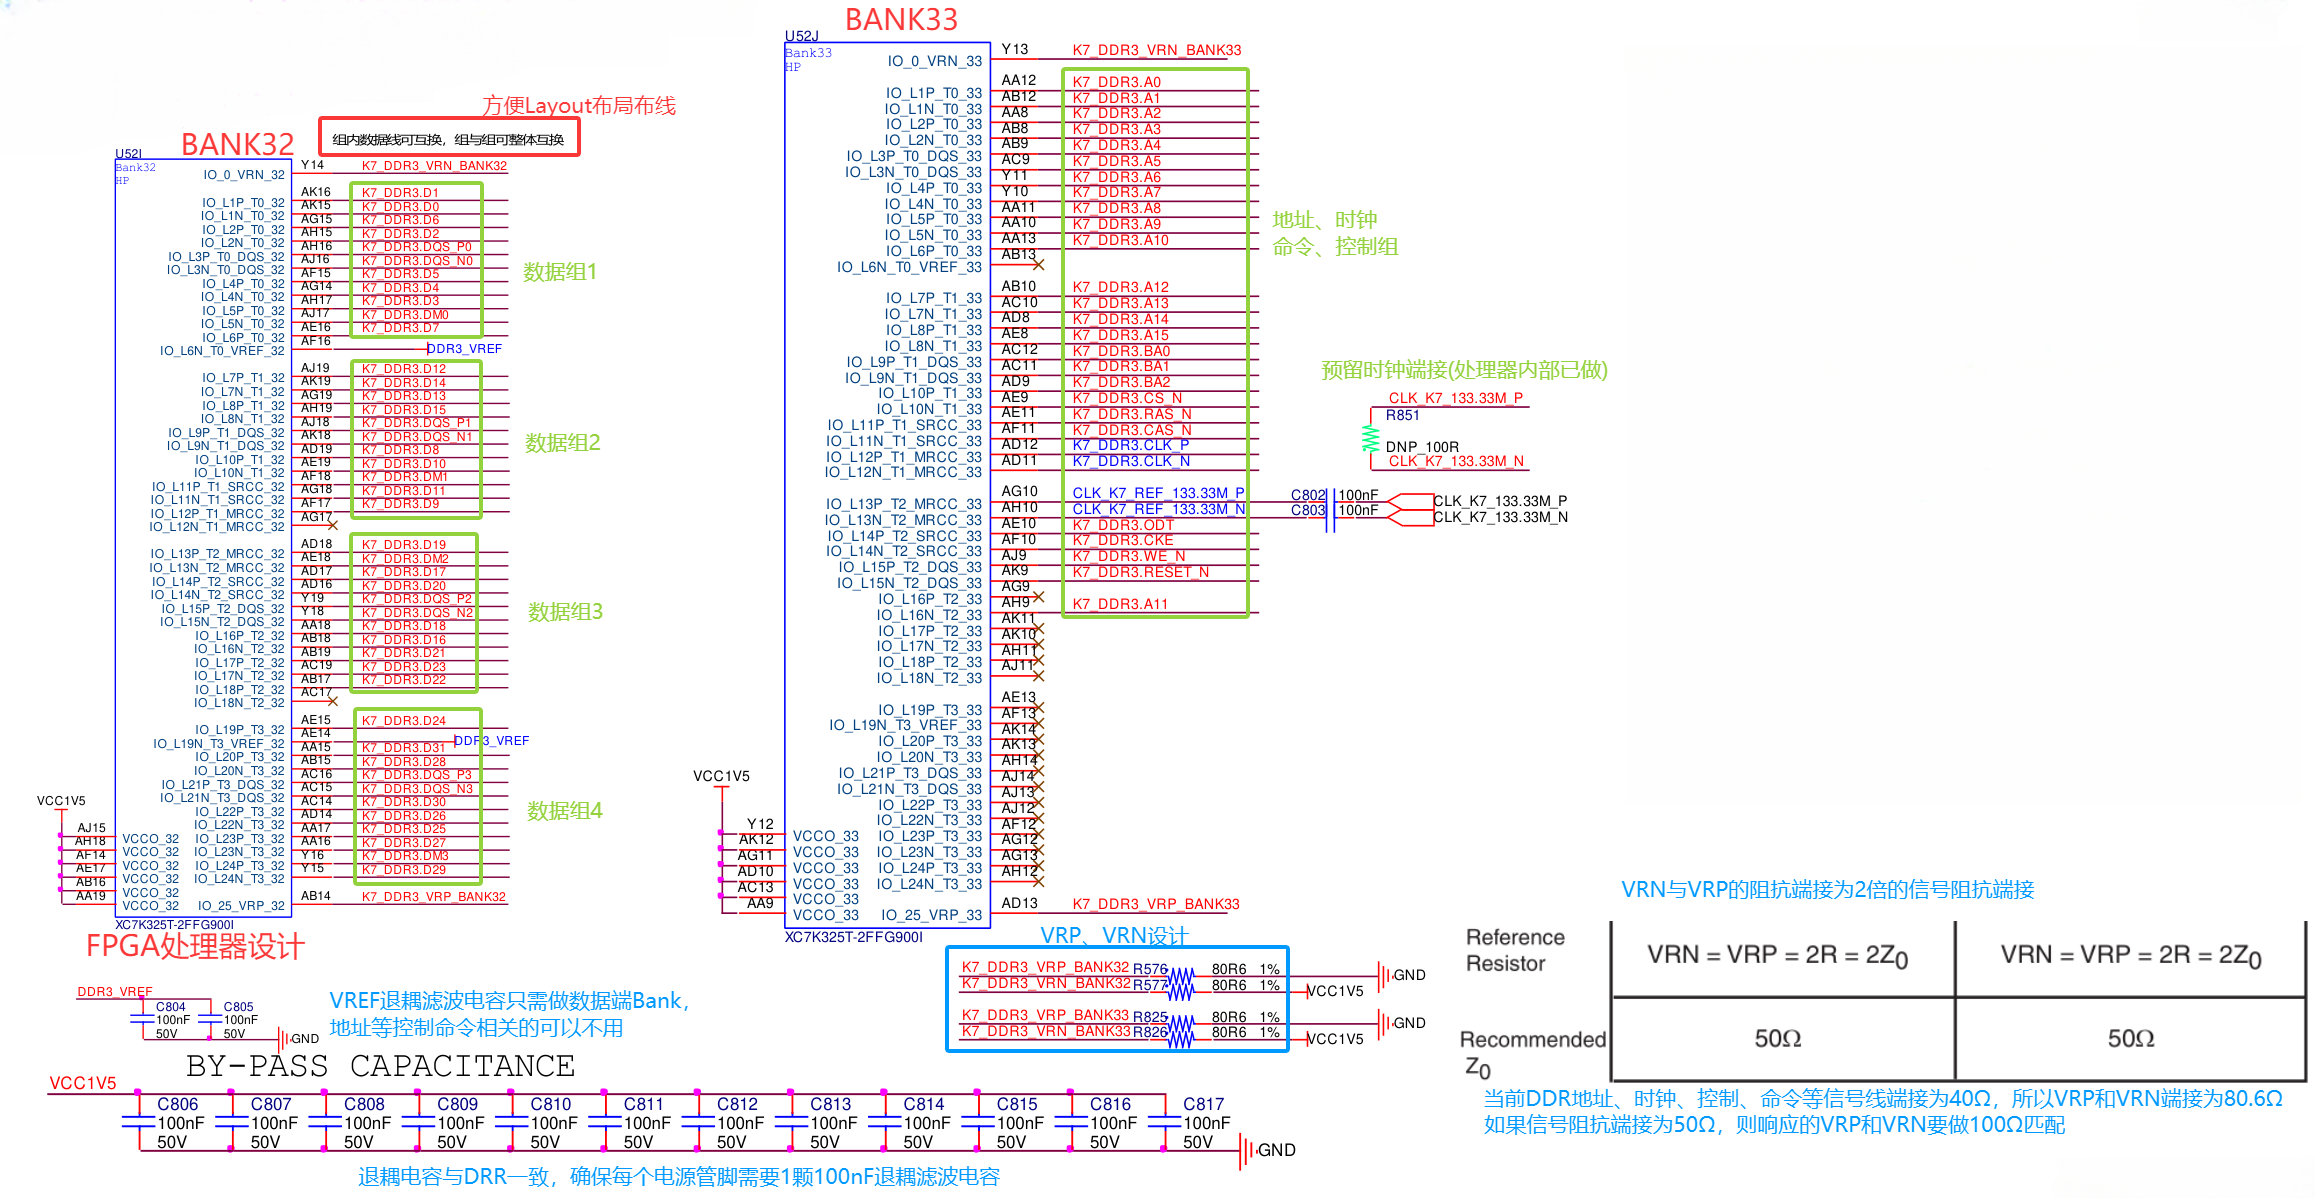 BANK33
U52J
Bank33
HP
IO_0_VRN_33 Y13 K7_DDR3_VRN_BANK33
IO_L1P_T0_33 AA12 K7_DDR3.A0
IO_L1N_T0_33 AB12 K7_DDR3.A1
IO_L2P_T0_33 AA8 K7_DDR3.A2
IO_L2N_T0_33 AB8 K7_DDR3.A3
IO_L3P_T0_DQS_33 AB9 K7_DDR3.A4
IO_L3N_T0_DQS_33 AC9 K7_DDR3.A5
IO_L4P_T0_33 Y11 K7_DDR3.A6
IO_L4N_T0_33 Y10 K7_DDR3.A7
IO_L5P_T0_33 AA11 K7_DDR3.A8
IO_L5N_T0_33 AA10 K7_DDR3.A9
IO_L6P_T0_33 AA13 K7_DDR3.A10
IO_L6N_T0_VREF_33 AB13
IO_L7P_T1_33 AB10 K7_DDR3.A12
IO_L7N_T1_33 AC10 K7_DDR3.A13
IO_L8P_T1_33 AD8 K7_DDR3.A14
IO_L8N_T1_33 AE8 K7_DDR3.A15
IO_L9P_T1_DQS_33 AC12 K7_DDR3.BA0
IO_L9N_T1_DQS_33 AC11 K7_DDR3.BA1
IO_L10P_T1_33 AD9 K7_DDR3.BA2
IO_L10N_T1_33 AE9 K7_DDR3.CS_N
IO_L11P_T1_SRCC_33 AE11 K7_DDR3.RAS_N
IO_L11N_T1_SRCC_33 AF11 K7_DDR3.CAS_N
IO_L12P_T1_MRCC_33 AD12 K7_DDR3.CLK_P
IO_L12N_T1_MRCC_33 AD11 K7_DDR3.CLK_N
IO_L13P_T2_MRCC_33 AG10 CLK_K7_REF_133.33M_P C802 100nF CLK_K7_133.33M_P
IO_L13N_T2_MRCC_33 AH10 CLK_K7_REF_133.33M_N C803 100nF CLK_K7_133.33M_N
IO_L14P_T2_SRCC_33 AE10 K7_DDR3.ODT
IO_L14N_T2_SRCC_33 AF10 K7_DDR3.CKE
IO_L15P_T2_DQS_33 AJ9 K7_DDR3.WE_N
IO_L15N_T2_DQS_33 AK9 K7_DDR3.RESET_N
IO_L16P_T2_33 AG9
IO_L16N_T2_33 AH9 K7_DDR3.A11
IO_L17P_T2_33 AK11
IO_L17N_T2_33 AK10
IO_L18P_T2_33 AH11
IO_L18N_T2_33 AJ11
IO_L19P_T3_33 AE13
IO_L19N_T3_VREF_33 AF13
IO_L20P_T3_33 AK14
IO_L20N_T3_33 AK13
IO_L21P_T3_DQS_33 AH14
IO_L21N_T3_DQS_33 AJ14
IO_L22P_T3_33 AJ13
IO_L22N_T3_33 AJ12
VCC1V5
Y12 VCCO_33 IO_L23P_T3_33 AF12
AK12 VCCO_33 IO_L23N_T3_33 AG12
AG11 VCCO_33 IO_L24P_T3_33 AG13
AD10 VCCO_33 IO_L24N_T3_33 AH12
AC13 VCCO_33
AA9 VCCO_33 IO_25_VRP_33 AD13 K7_DDR3_VRP_BANK33
XC7K325T-2FFG900I
地址、时钟
命令、控制组
预留时钟端接(处理器内部已做)
CLK_K7_133.33M_P
R851
DNP_100R
CLK_K7_133.33M_N
方便Layout布局布线
组内数据线可互换，组与组可整体互换
BANK32
U52I
Bank32
HP
IO_0_VRN_32 Y14 K7_DDR3_VRN_BANK32
IO_L1P_T0_32 AK16 K7_DDR3.D1
IO_L1N_T0_32 AK15 K7_DDR3.D0
IO_L2P_T0_32 AG15 K7_DDR3.D6
IO_L2N_T0_32 AH15 K7_DDR3.D2
IO_L3P_T0_DQS_32 AH16 K7_DDR3.DQS_P0
IO_L3N_T0_DQS_32 AJ16 K7_DDR3.DQS_N0
IO_L4P_T0_32 AF15 K7_DDR3.D5
IO_L4N_T0_32 AG14 K7_DDR3.D4
IO_L5P_T0_32 AH17 K7_DDR3.D3
IO_L5N_T0_32 AJ17 K7_DDR3.DM0
IO_L6P_T0_32 AE16 K7_DDR3.D7
IO_L6N_T0_VREF_32 AF16 DDR3_VREF
数据组1
IO_L7P_T1_32 AJ19 K7_DDR3.D12
IO_L7N_T1_32 AK19 K7_DDR3.D14
IO_L8P_T1_32 AG19 K7_DDR3.D13
IO_L8N_T1_32 AH19 K7_DDR3.D15
IO_L9P_T1_DQS_32 AJ18 K7_DDR3.DQS_P1
IO_L9N_T1_DQS_32 AK18 K7_DDR3.DQS_N1
IO_L10P_T1_32 AD19 K7_DDR3.D8
IO_L10N_T1_32 AE19 K7_DDR3.D10
IO_L11P_T1_SRCC_32 AF18 K7_DDR3.DM1
IO_L11N_T1_SRCC_32 AG18 K7_DDR3.D11
IO_L12P_T1_MRCC_32 AF17 K7_DDR3.D9
IO_L12N_T1_MRCC_32 AG17
数据组2
IO_L13P_T2_MRCC_32 AD18 K7_DDR3.D19
IO_L13N_T2_MRCC_32 AE18 K7_DDR3.DM2
IO_L14P_T2_SRCC_32 AD17 K7_DDR3.D17
IO_L14N_T2_SRCC_32 AD16 K7_DDR3.D20
IO_L15P_T2_DQS_32 Y19 K7_DDR3.DQS_P2
IO_L15N_T2_DQS_32 Y18 K7_DDR3.DQS_N2
IO_L16P_T2_32 AA18 K7_DDR3.D18
IO_L16N_T2_32 AB18 K7_DDR3.D16
IO_L17P_T2_32 AB19 K7_DDR3.D21
IO_L17N_T2_32 AC19 K7_DDR3.D23
IO_L18P_T2_32 AB17 K7_DDR3.D22
IO_L18N_T2_32 AC17
数据组3
IO_L19P_T3_32 AE15 K7_DDR3.D24
IO_L19N_T3_VREF_32 AE14 DDR3_VREF
IO_L20P_T3_32 AA15 K7_DDR3.D31
IO_L20N_T3_32 AB15 K7_DDR3.D28
IO_L21P_T3_DQS_32 AC16 K7_DDR3.DQS_P3
IO_L21N_T3_DQS_32 AC15 K7_DDR3.DQS_N3
IO_L22P_T3_32 AC14 K7_DDR3.D30
IO_L22N_T3_32 AD14 K7_DDR3.D26
数据组4
VCC1V5
AJ15 VCCO_32 IO_L23P_T3_32 AA17 K7_DDR3.D25
AH18 VCCO_32 IO_L23N_T3_32 AA16 K7_DDR3.D27
AF14 VCCO_32 IO_L24P_T3_32 Y16 K7_DDR3.DM3
AE17 VCCO_32 IO_L24N_T3_32 Y15 K7_DDR3.D29
AB16 VCCO_32
AA19 VCCO_32 IO_25_VRP_32 AB14 K7_DDR3_VRP_BANK32
XC7K325T-2FFG900I
FPGA处理器设计
VRP、VRN设计
K7_DDR3_VRP_BANK32 R576 80R6 1% GND
K7_DDR3_VRN_BANK32 R577 80R6 1% VCC1V5
K7_DDR3_VRP_BANK33 R825 80R6 1% GND
K7_DDR3_VRN_BANK33 R826 80R6 1% VCC1V5
VRN与VRP的阻抗端接为2倍的信号阻抗端接
Reference Resistor VRN = VRP = 2R = 2Z0 VRN = VRP = 2R = 2Z0
Recommended Z0 50Ω 50Ω
当前DDR地址、时钟、控制、命令等信号线端接为40Ω，所以VRP和VRN端接为80.6Ω
如果信号阻抗端接为50Ω，则响应的VRP和VRN要做100Ω匹配
DDR3_VREF
C804 C805
100nF 100nF
50V 50V
GND
VREF退耦滤波电容只需做数据端Bank，
地址等控制命令相关的可以不用
BY-PASS CAPACITANCE
VCC1V5
C806 C807 C808 C809 C810 C811 C812 C813 C814 C815 C816 C817
100nF 100nF 100nF 100nF 100nF 100nF 100nF 100nF 100nF 100nF 100nF 100nF
50V 50V 50V 50V 50V 50V 50V 50V 50V 50V 50V 50V
GND
退耦电容与DRR一致，确保每个电源管脚需要1颗100nF退耦滤波电容